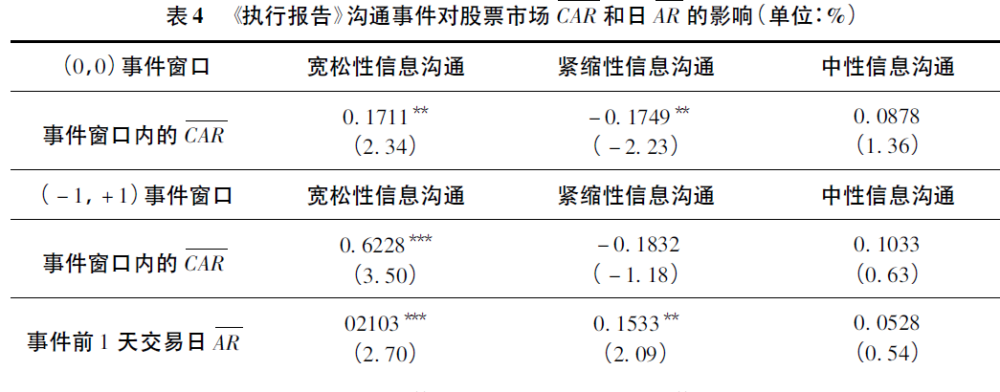 表4 《执行报告》沟通事件对股票市场 CAR 和日 AR 的影响(单位:%)
(0,0)事件窗口 宽松性信息沟通 紧缩性信息沟通 中性信息沟通
事件窗口内的 CAR 0.1711** -0.1749** 0.0878
(2.34) (-2.23) (1.36)
(-1,+1)事件窗口 宽松性信息沟通 紧缩性信息沟通 中性信息沟通
事件窗口内的 CAR 0.6228*** -0.1832 0.1033
(3.50) (-1.18) (0.63)
事件前1天交易日 AR 02103*** 0.1533** 0.0528
(2.70) (2.09) (0.54)